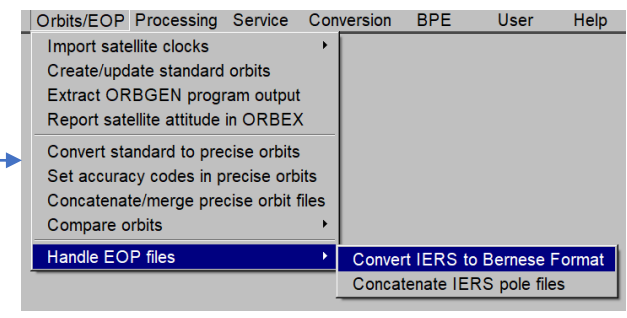 Orbits/EOP Processing Service Conversion BPE User Help
Import satellite clocks
Create/update standard orbits
Extract ORBGEN program output
Report satellite attitude in ORBEX
Convert standard to precise orbits
Set accuracy codes in precise orbits
Concatenate/merge precise orbit files
Compare orbits
Handle EOP files
Convert IERS to Bernese Format
Concatenate IERS pole files